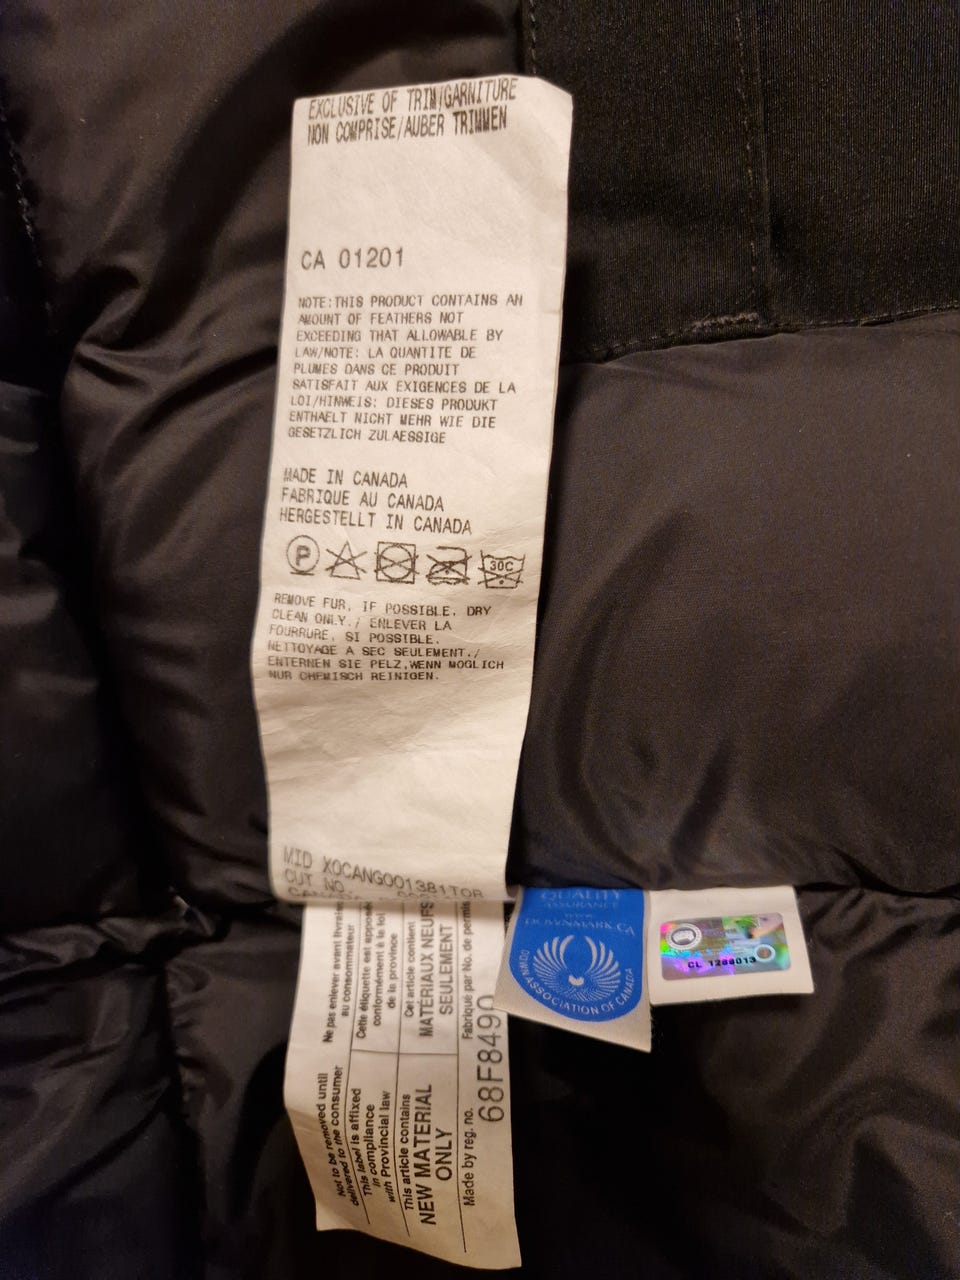 EXCLUSIVE OF TRIM/GARNITURE
NON COMPRISE/AUBER TRIMMEN
CA 01201
NOTE:THIS PRODUCT CONTAINS AN
AMOUNT OF FEATHERS NOT
EXCEEDING THAT ALLOWABLE BY
LAW/NOTE: LA QUANTITE DE
PLUMES DANS CE PRODUIT
SATISFAIT AUX EXIGENCES DE LA
LOI/HINWEIS: DIESES PRODUKT
ENTHAELT NICHT MEHR WIE DIE
GESETZLICH ZULAESSIGE
MADE IN CANADA
FABRIQUE AU CANADA
HERGESTELLT IN CANADA
P
30C
REMOVE FUR, IF POSSIBLE, DRY
CLEAN ONLY./ ENLEVER LA
FOURRURE, SI POSSIBLE.
NETTOYAGE A SEC SEULEMENT./
ENTERNEN SIE PELZ,WENN MOGLICH
NUR CHEMISCH REINIGEN.
MID XOCANGOO1381TOR
CUT NO.
QUALITY
ASSURANCE
www.
DOWNMARK.CA
DOWN ASSOCIATION OF CANADA
CL 1288013
Ne pas enlever avant livraison
au consommateur
Cette étiquette est apposée
conformément à la loi
de la province
Cet article contient
MATÉRIAUX NEUFS
SEULEMENT
Fabriqué par No. de permis
Not to be removed until
delivered to the consumer
This label is affixed
in compliance
with Provincial law
This article contains
NEW MATERIAL
ONLY
Made by reg. no.
68F8490